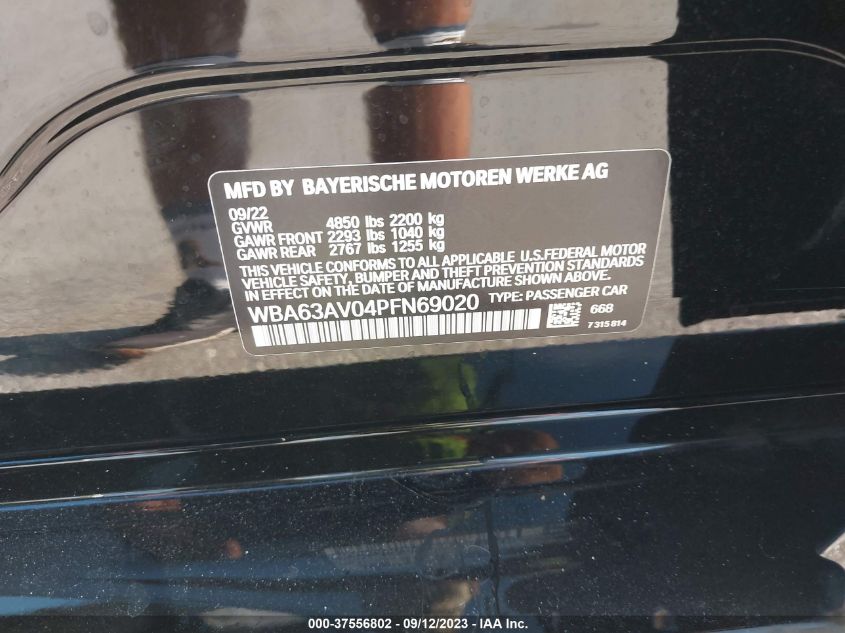 MFD BY BAYERISCHE MOTOREN WERKE AG
09/22
GVWR 4850 lbs 2200 kg
GAWR FRONT 2293 lbs 1040 kg
GAWR REAR 2767 lbs 1255 kg
THIS VEHICLE CONFORMS TO ALL APPLICABLE U.S.FEDERAL MOTOR
VEHICLE SAFETY, BUMPER AND THEFT PREVENTION STANDARDS
IN EFFECT ON THE DATE OF MANUFACTURE SHOWN ABOVE.
WBA63AV04PFN69020 TYPE: PASSENGER CAR
668
7 315 814
000-37556802 - 09/12/2023 - IAA Inc.